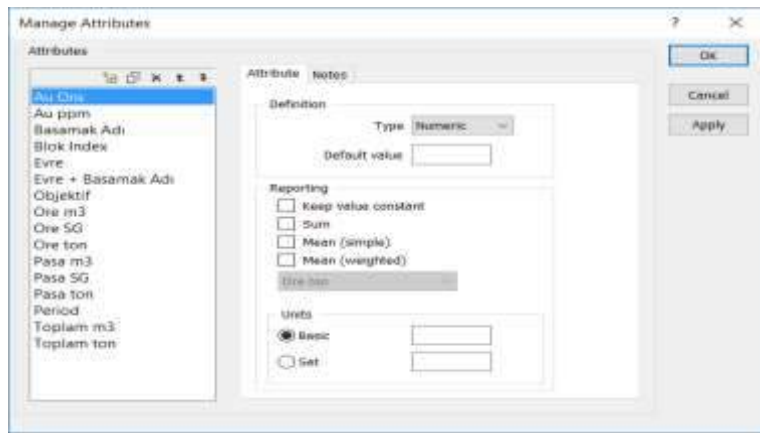 Manage Attributes
?
Attributes
Au Ons
Au ppm
Basamak Adı
Blok Index
Evre
Evre + Basamak Adı
Objektif
Ore m3
Ore SG
Ore ton
Pasa m3
Pasa SG
Pasa ton
Period
Toplam m3
Toplam ton
Attribute Notes
Definition
Type Numeric
Default value
Reporting
Keep value constant
Sum
Mean (simple)
Mean (weighted)
Ore ton
Units
Basic
Set
OK
Cancel
Apply